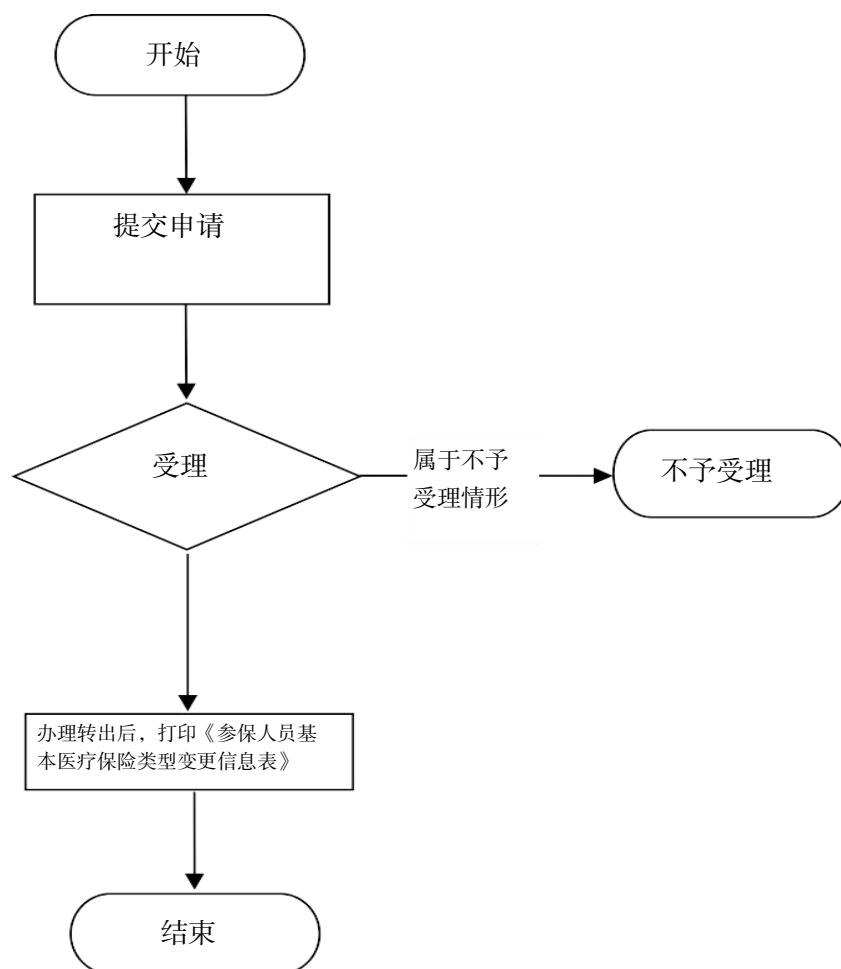 开始
提交申请
受理
属于不予
受理情形
不予受理
办理转出后，打印《参保人员基
本医疗保险类型变更信息表》
结束